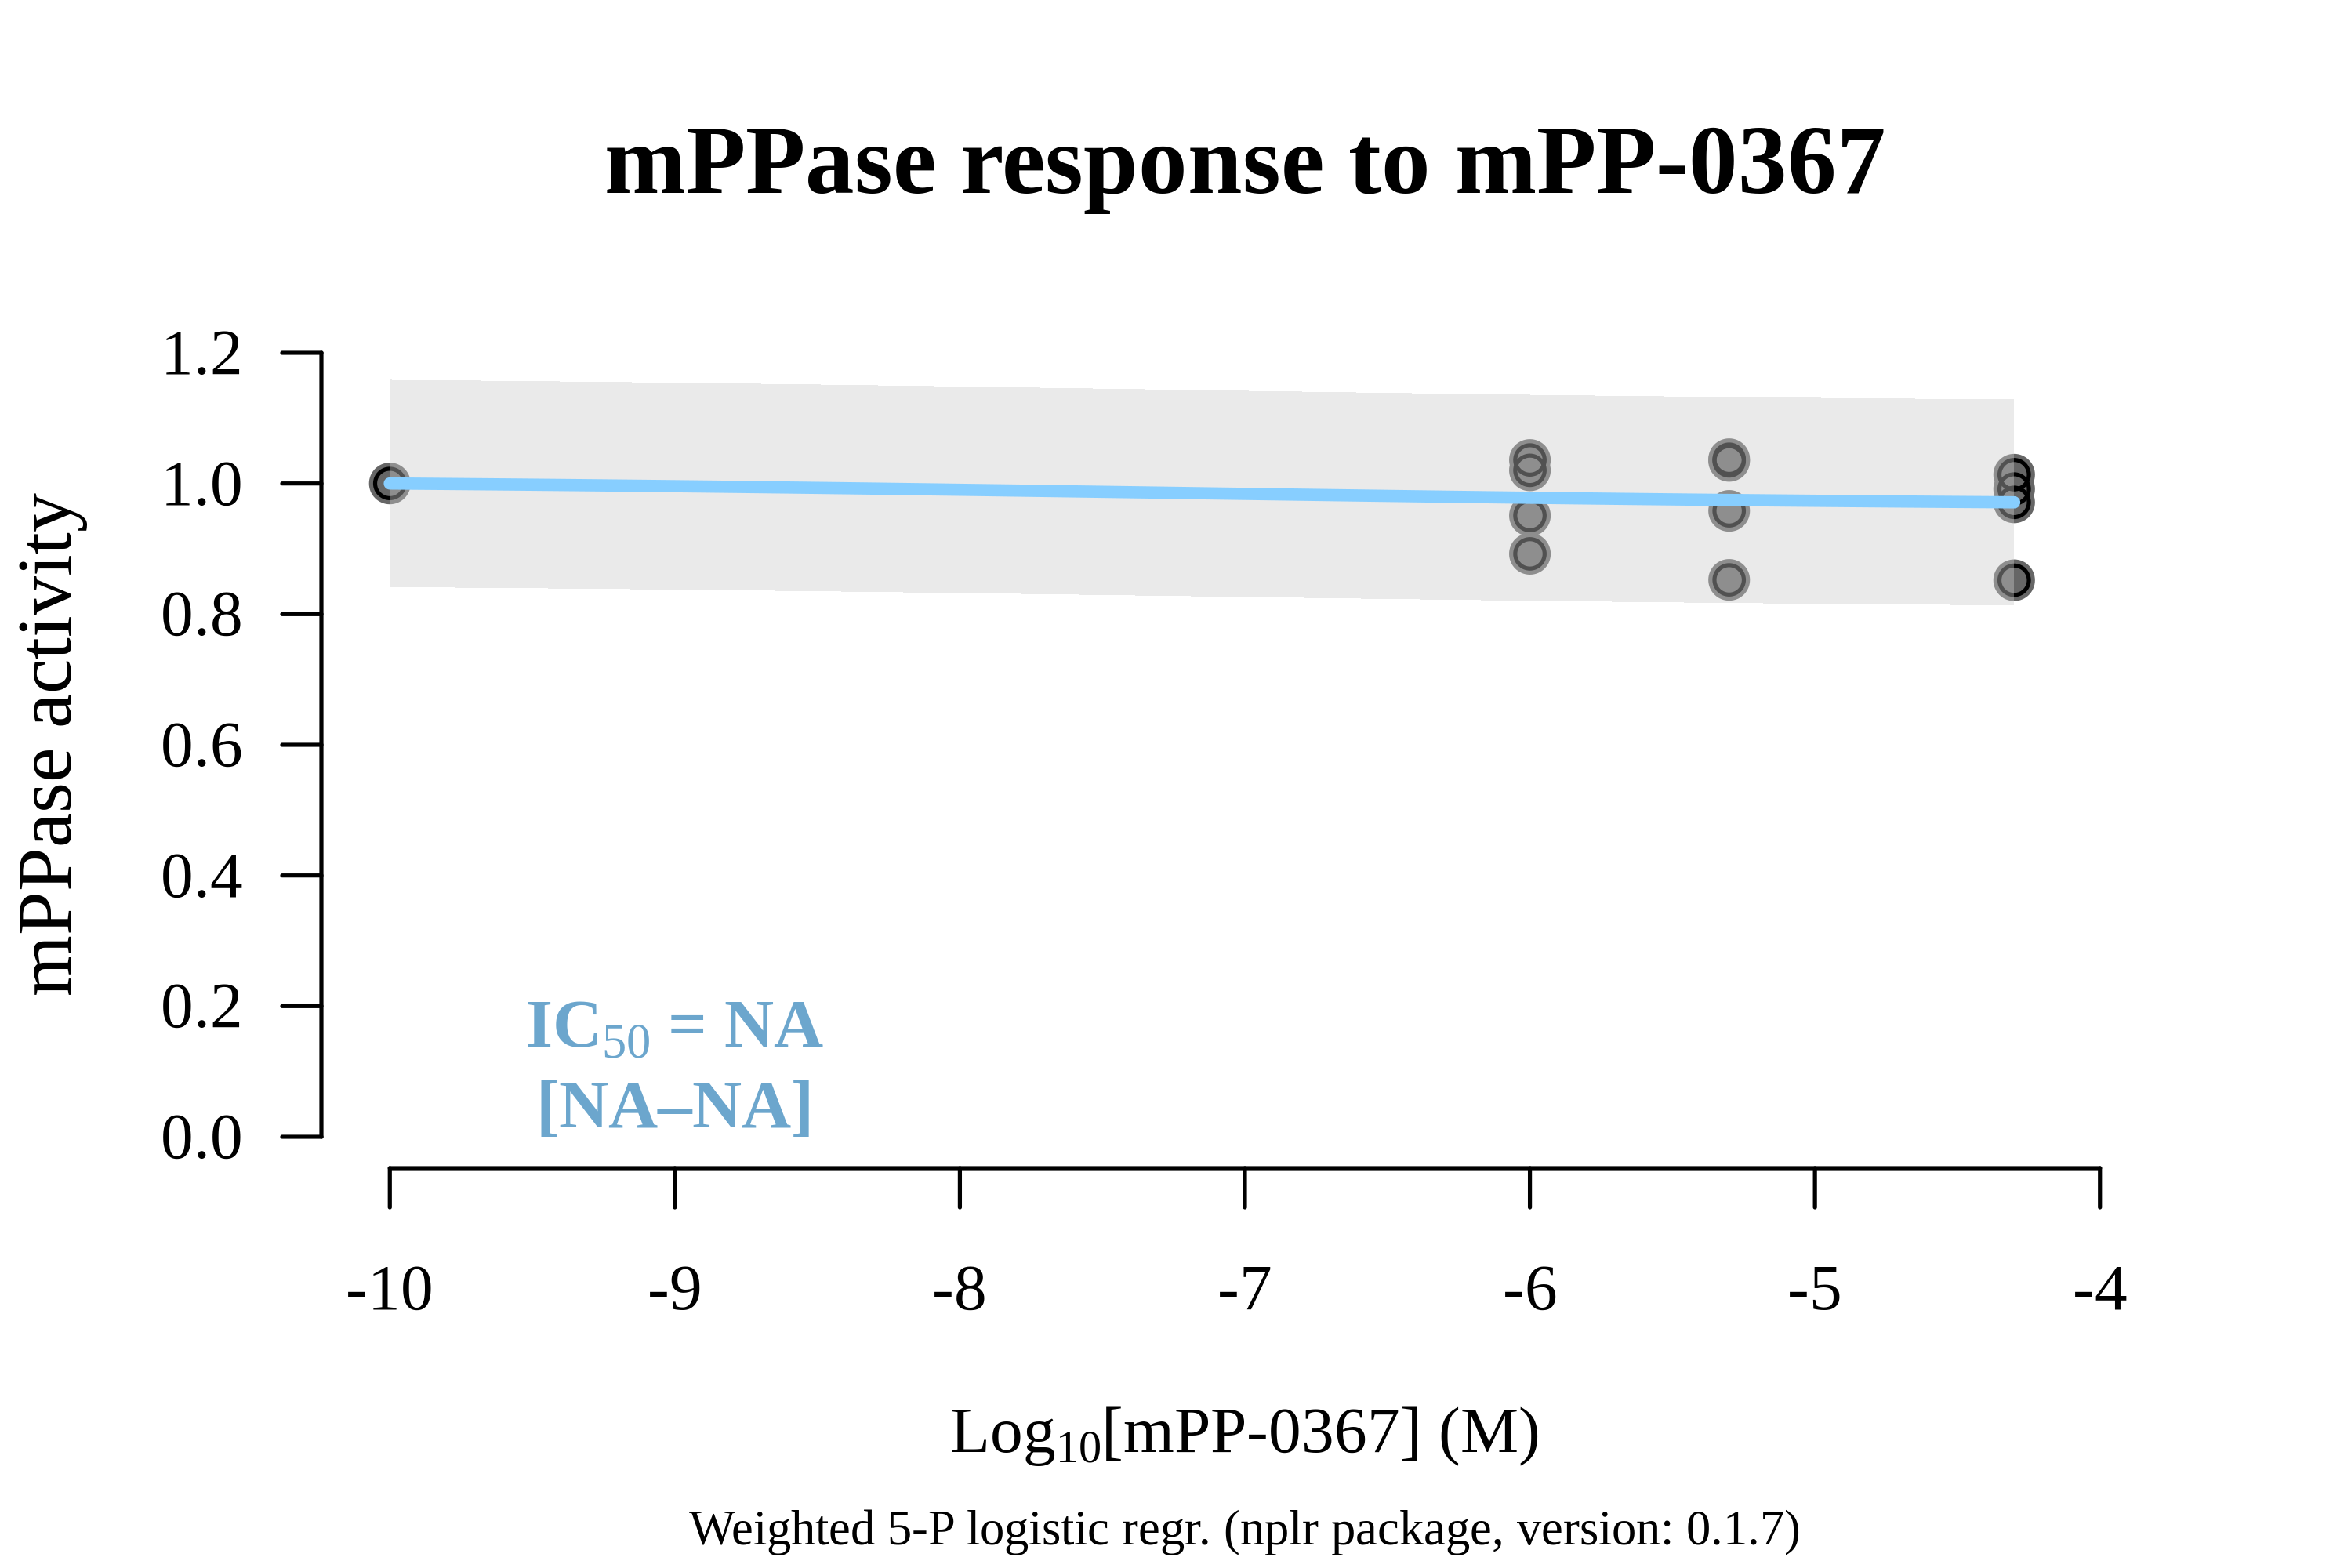 mPPase response to mPP-0367
mPPase activity
1.2
1.0
0.8
0.6
0.4
0.2
0.0
IC50 = NA
[NA–NA]
-10 -9 -8 -7 -6 -5 -4
Log10[mPP-0367] (M)
Weighted 5-P logistic regr. (nplr package, version: 0.1.7)